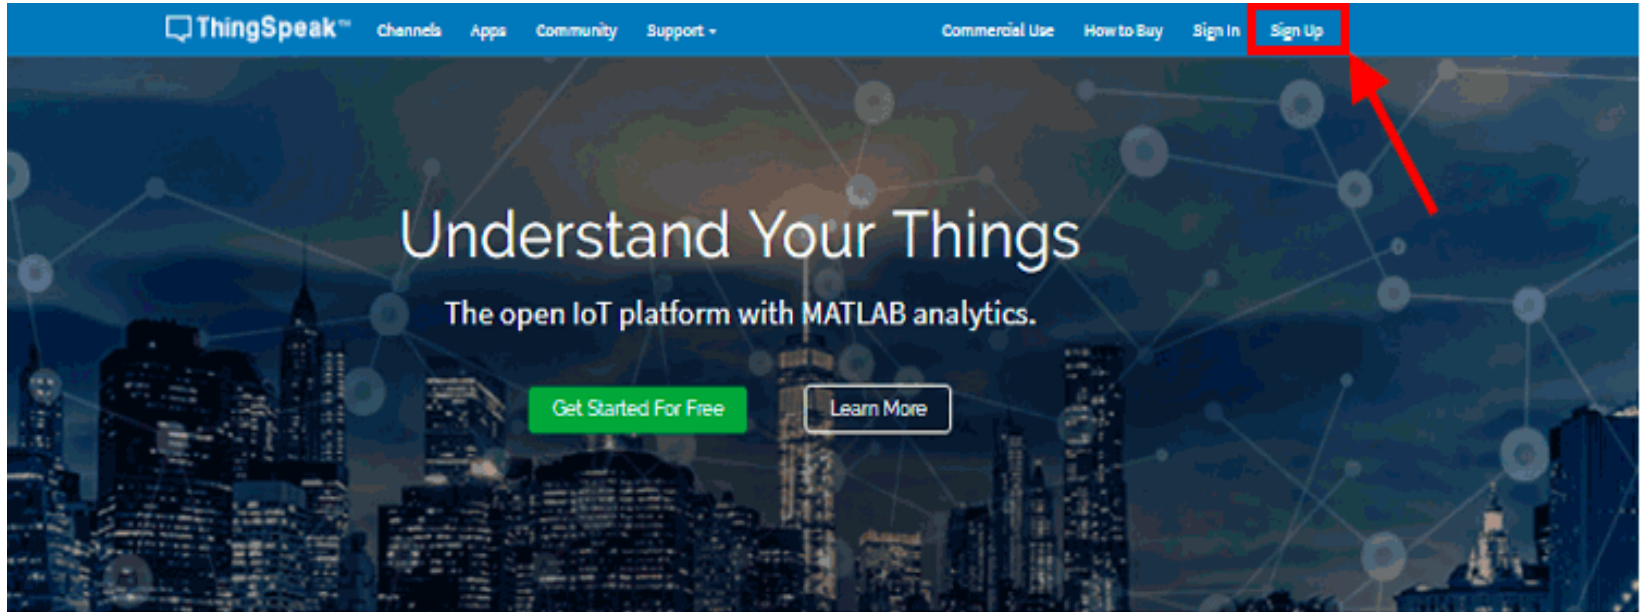 ThingSpeak™ Channels Apps Community Support Commercial Use How to Buy Sign In Sign Up
Understand Your Things
The open IoT platform with MATLAB analytics.
Get Started For Free Learn More